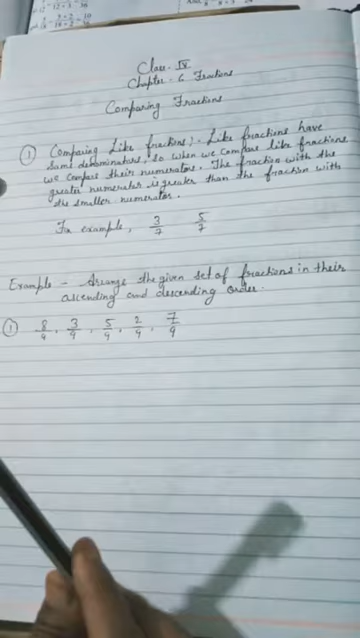 Class - IV
Chapter - 6 Fractions
Comparing Fractions
① Comparing Like fractions :- Like fractions have
same denominators, so when we compare like fractions
we compare their numerators. The fraction with the
greater numerator is greater than the fraction with
the smaller numerator.
For example, 3/7 5/7
Example - Arrange the given set of fractions in their
ascending and descending order.
① 8/9, 3/9, 5/9, 2/9, 7/9